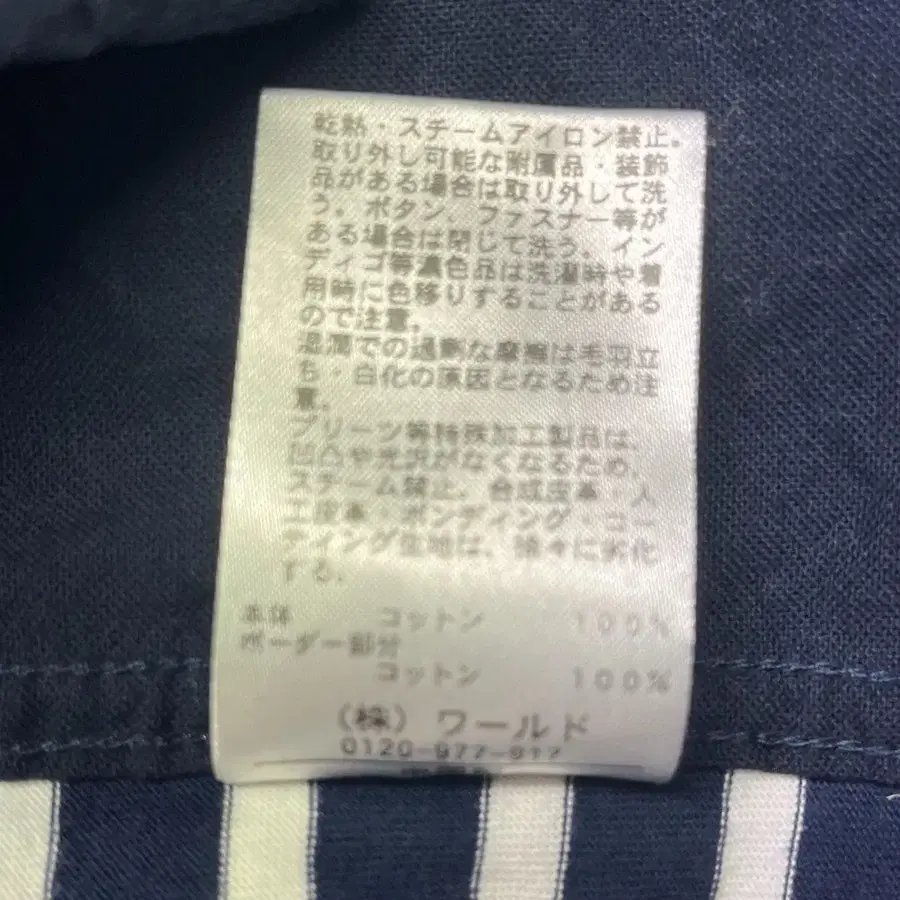 乾熱・スチームアイロン禁止。
取り外し可能な附属品・装飾
品がある場合は取り外して洗
う。ボタン、ファスナー等が
ある場合は閉じて洗う。イン
ディゴ等濃色品は洗濯時や着
用時に色移りすることがある
ので注意。
湿潤での過剰な摩擦は毛羽立
ち・白化の原因となるため注
意。
プリーツ等特殊加工製品は、
凹凸や光沢がなくなるため、
スチーム禁止。合成皮革・人
工皮革・ボンディング・コー
ティング生地は、徐々に劣化
する。
本体 コットン 100%
ボーダー部分
コットン 100%
(株) ワールド
0120-977-917